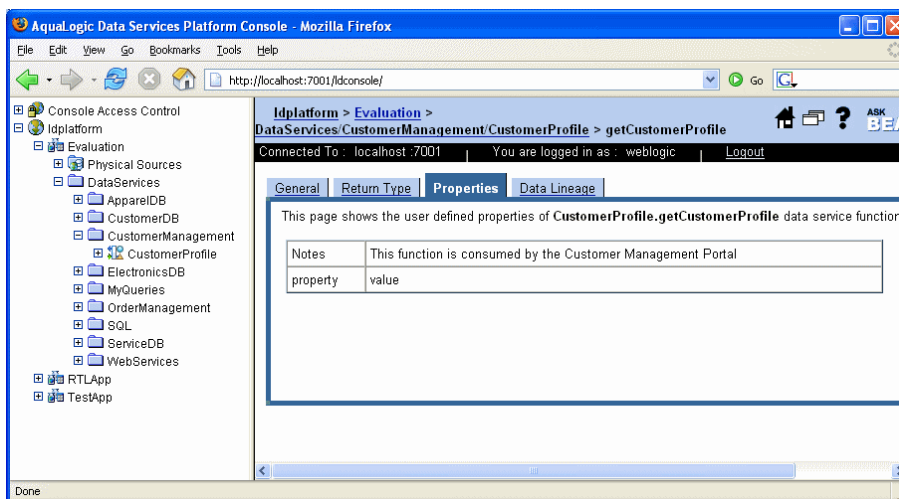 AquaLogic Data Services Platform Console - Mozilla Firefox
File Edit View Go Bookmarks Tools Help
http://localhost:7001/ldconsole/
Go
G
Console Access Control
ldplatform
Evaluation
Physical Sources
DataServices
ApparelDB
CustomerDB
CustomerManagement
CustomerProfile
ElectronicsDB
MyQueries
OrderManagement
SQL
ServiceDB
WebServices
RTLApp
TestApp
ldplatform > Evaluation >
DataServices/CustomerManagement/CustomerProfile > getCustomerProfile
?
ASK
BE
Connected To : localhost :7001 You are logged in as : weblogic Logout
General Return Type Properties Data Lineage
This page shows the user defined properties of CustomerProfile.getCustomerProfile data service function
Notes This function is consumed by the Customer Management Portal
property value
Done